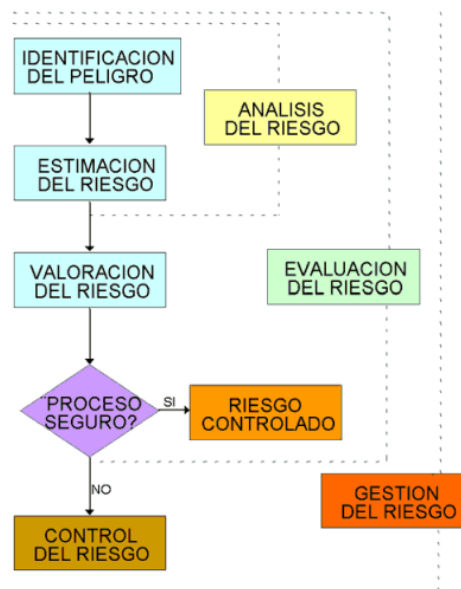 IDENTIFICACION
DEL PELIGRO
ANALISIS
DEL RIESGO
ESTIMACION
DEL RIESGO
VALORACION
DEL RIESGO
EVALUACION
DEL RIESGO
¨PROCESO
SEGURO?
SI
RIESGO
CONTROLADO
NO
GESTION
DEL RIESGO
CONTROL
DEL RIESGO